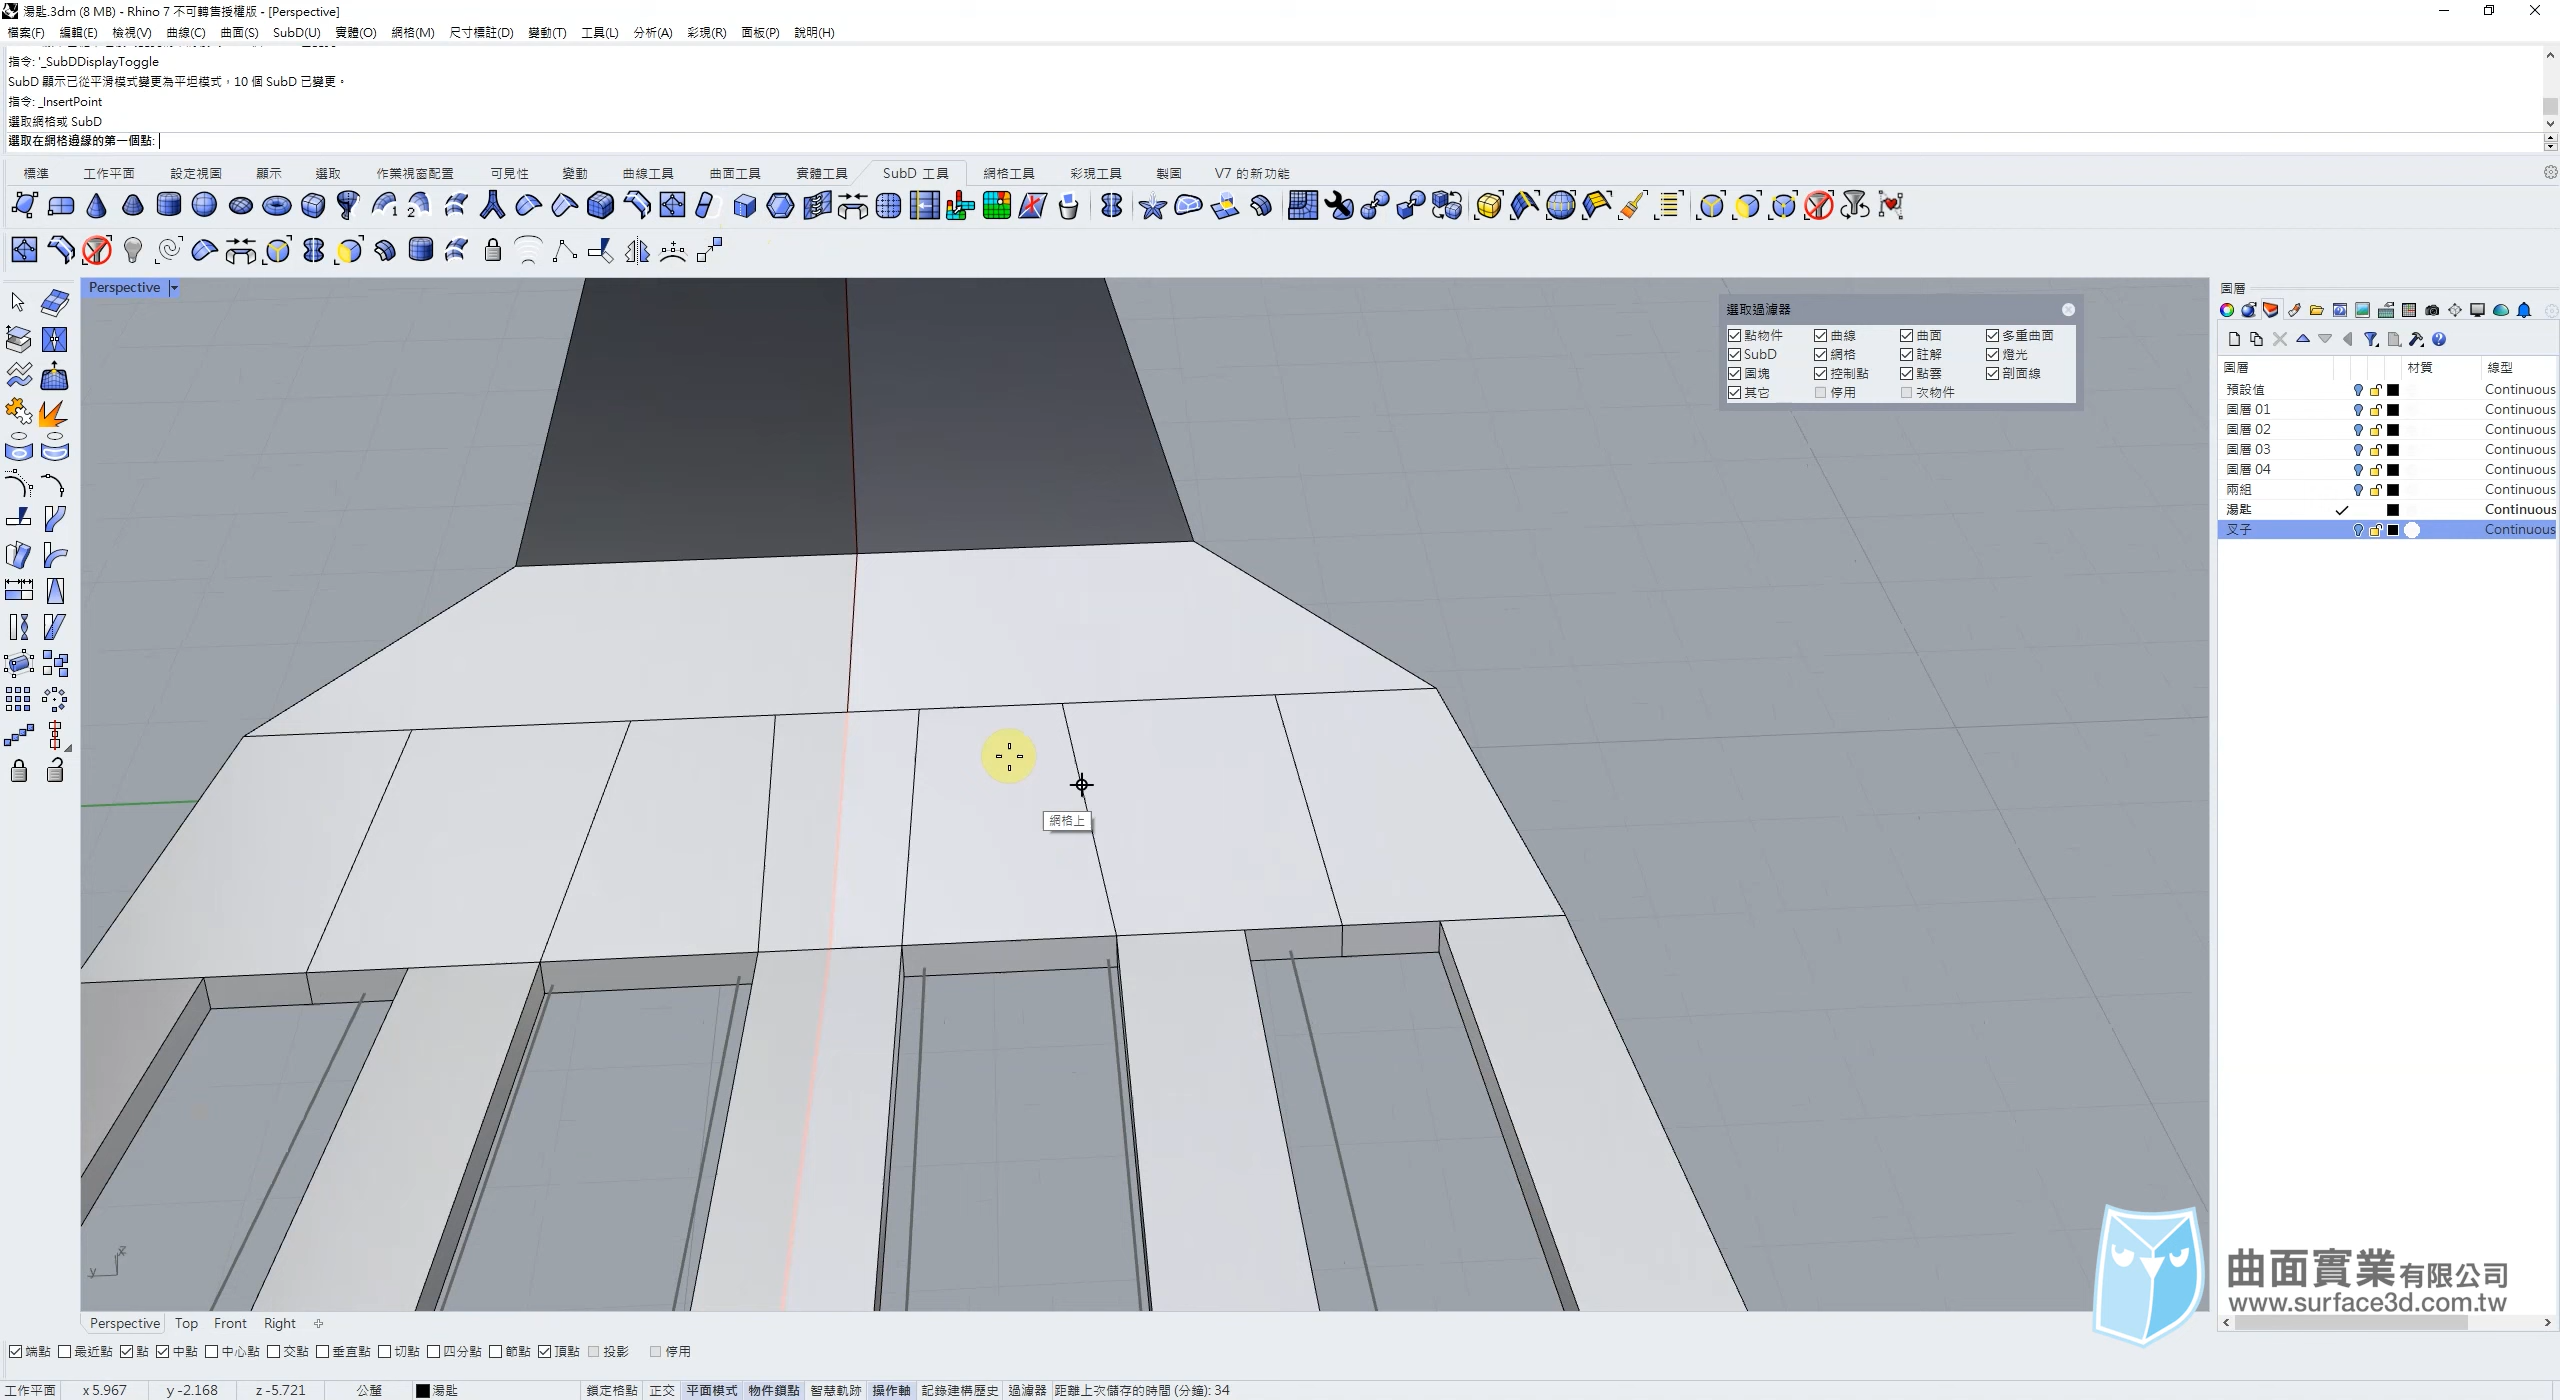 湯匙.3dm (8 MB) - Rhino 7 不可轉售授權版 - [Perspective]
檔案(F) 編輯(E) 檢視(V) 曲線(C) 曲面(S) SubD(U) 實體(O) 網格(M) 尺寸標註(D) 變動(T) 工具(L) 分析(A) 彩現(R) 面板(P) 說明(H)
指令: '_SubDDisplayToggle
SubD 顯示已從平滑模式變更為平坦模式，10 個 SubD 已變更。
指令: _InsertPoint
選取網格或 SubD
選取在網格邊緣的第一個點:
標準 工作平面 設定視圖 顯示 選取 作業視窗配置 可見性 變動 曲線工具 曲面工具 實體工具 SubD 工具 網格工具 彩現工具 製圖 V7 的新功能
Perspective
選取過濾器
點物件 曲線 曲面 多重曲面
SubD 網格 註解 燈光
圖塊 控制點 點雲 剖面線
其它 停用 次物件
網格上
圖層
圖層 材質 線型
預設值 Continuous
圖層 01 Continuous
圖層 02 Continuous
圖層 03 Continuous
圖層 04 Continuous
兩組 Continuous
湯匙 Continuous
叉子 Continuous
z
y
曲面實業有限公司
www.surface3d.com.tw
Perspective Top Front Right
端點 最近點 點 中點 中心點 交點 垂直點 切點 四分點 節點 頂點 投影 停用
工作平面 x 5.967 y -2.168 z -5.721 公釐 湯匙 鎖定格點 正交 平面模式 物件鎖點 智慧軌跡 操作軸 記錄建構歷史 過濾器 距離上次儲存的時間 (分鐘): 34